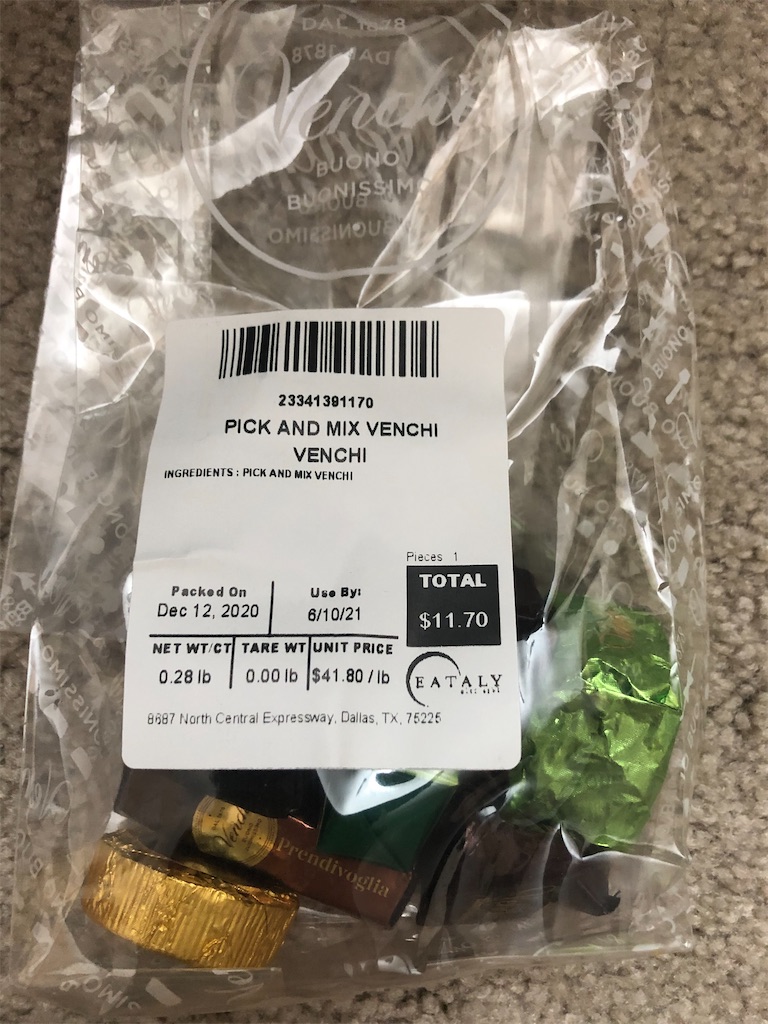 DAL 1878
Venchi
BUONO
BUONISSIMO
23341391170
PICK AND MIX VENCHI
VENCHI
INGREDIENTS : PICK AND MIX VENCHI
Pieces 1
TOTAL
$11.70
Packed On
Dec 12, 2020
Use By:
6/10/21
NET WT/CT
0.28 lb
TARE WT
0.00 lb
UNIT PRICE
$41.80 / lb
EATALY
8687 North Central Expressway, Dallas, TX, 75225
Venchi
Prendivoglia